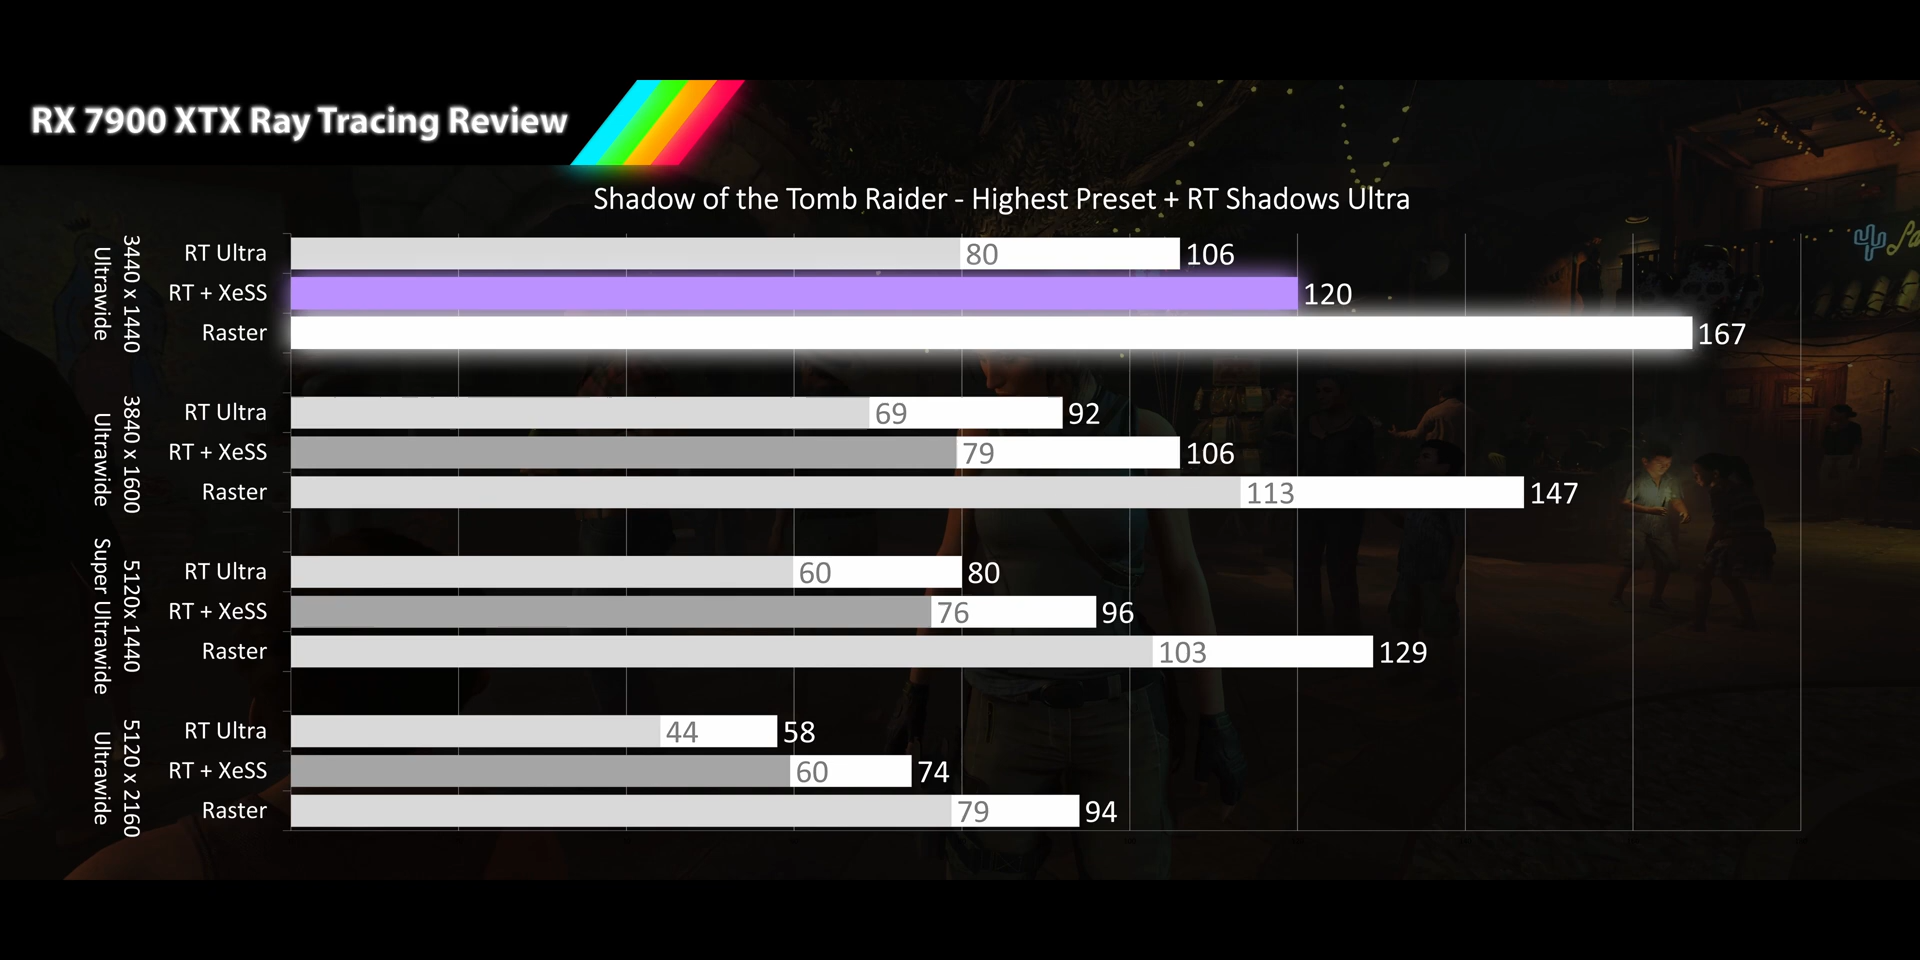 RX 7900 XTX Ray Tracing Review
Shadow of the Tomb Raider - Highest Preset + RT Shadows Ultra
3440 x 1440
Ultrawide
RT Ultra 80 106
RT + XeSS 120
Raster 167
3840 x 1600
Ultrawide
RT Ultra 69 92
RT + XeSS 79 106
Raster 113 147
5120x 1440
Super Ultrawide
RT Ultra 60 80
RT + XeSS 76 96
Raster 103 129
5120 x 2160
Ultrawide
RT Ultra 44 58
RT + XeSS 60 74
Raster 79 94